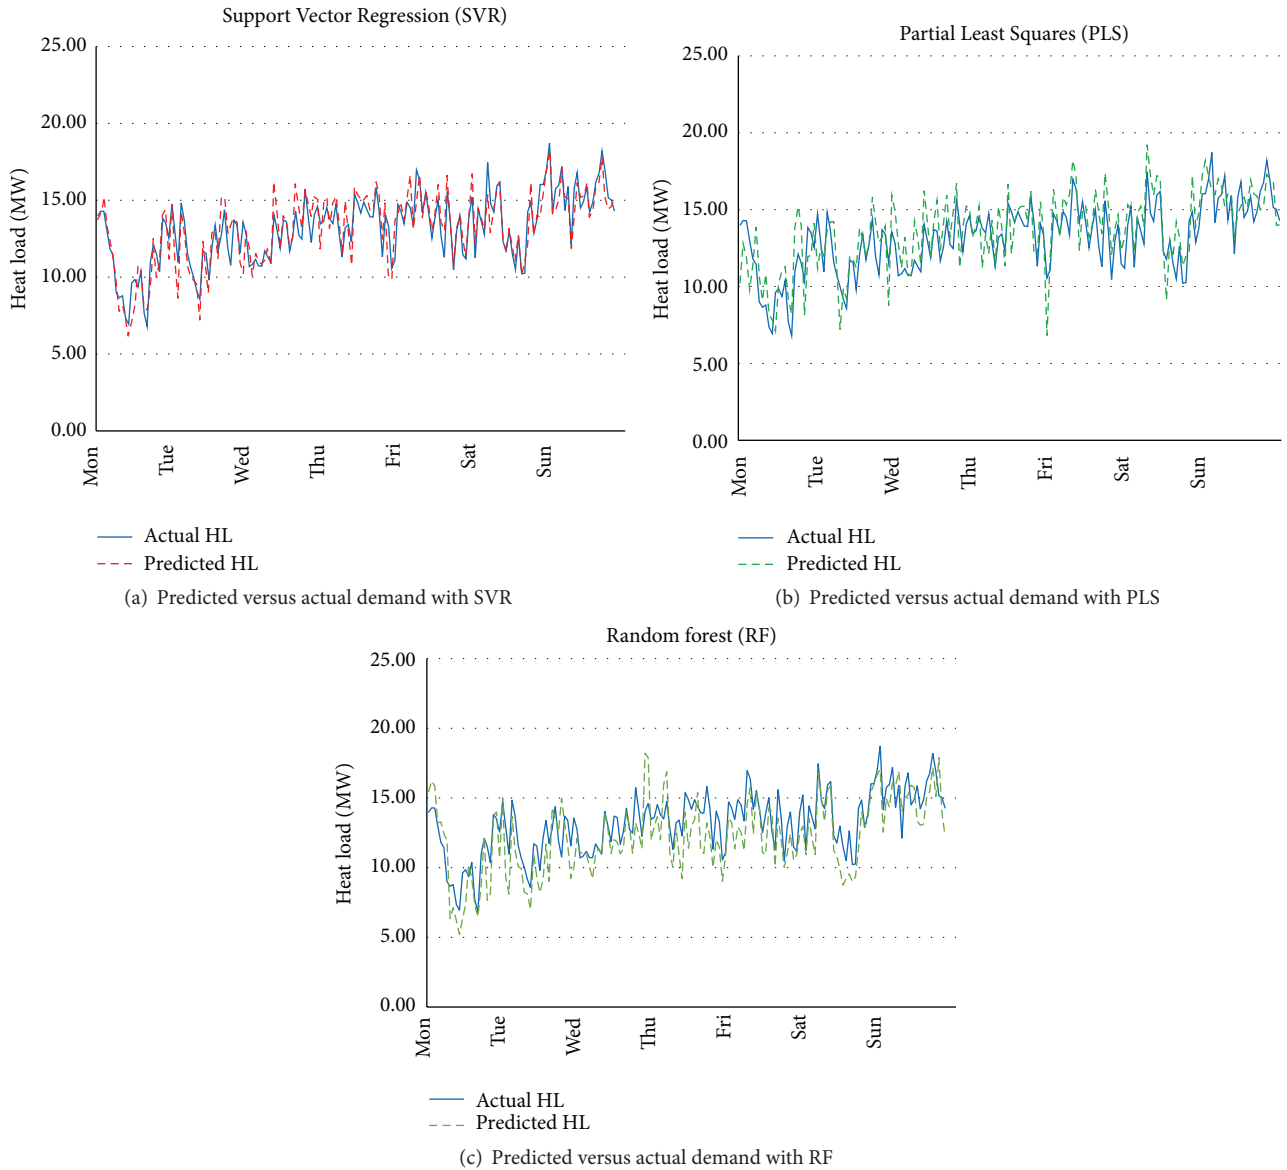 Support Vector Regression (SVR)
25.00
20.00
15.00
10.00
5.00
0.00
Heat load (MW)
Mon
Tue
Wed
Thu
Fri
Sat
Sun
Actual HL
Predicted HL
(a) Predicted versus actual demand with SVR
Partial Least Squares (PLS)
25.00
20.00
15.00
10.00
5.00
0.00
Heat load (MW)
Mon
Tue
Wed
Thu
Fri
Sat
Sun
Actual HL
Predicted HL
(b) Predicted versus actual demand with PLS
Random forest (RF)
25.00
20.00
15.00
10.00
5.00
0.00
Heat load (MW)
Mon
Tue
Wed
Thu
Fri
Sat
Sun
Actual HL
Predicted HL
(c) Predicted versus actual demand with RF